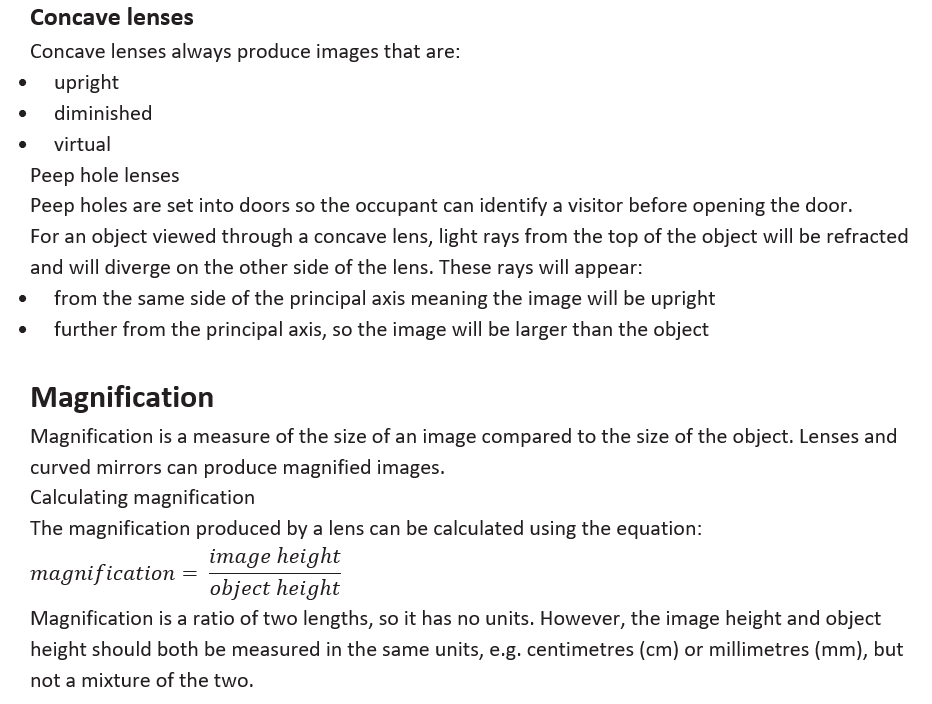 Concave lenses
Concave lenses always produce images that are:
• upright
• diminished
• virtual
Peep hole lenses
Peep holes are set into doors so the occupant can identify a visitor before opening the door.
For an object viewed through a concave lens, light rays from the top of the object will be refracted
and will diverge on the other side of the lens. These rays will appear:
• from the same side of the principal axis meaning the image will be upright
• further from the principal axis, so the image will be larger than the object
Magnification
Magnification is a measure of the size of an image compared to the size of the object. Lenses and
curved mirrors can produce magnified images.
Calculating magnification
The magnification produced by a lens can be calculated using the equation:
magnification = image height / object height
Magnification is a ratio of two lengths, so it has no units. However, the image height and object
height should both be measured in the same units, e.g. centimetres (cm) or millimetres (mm), but
not a mixture of the two.